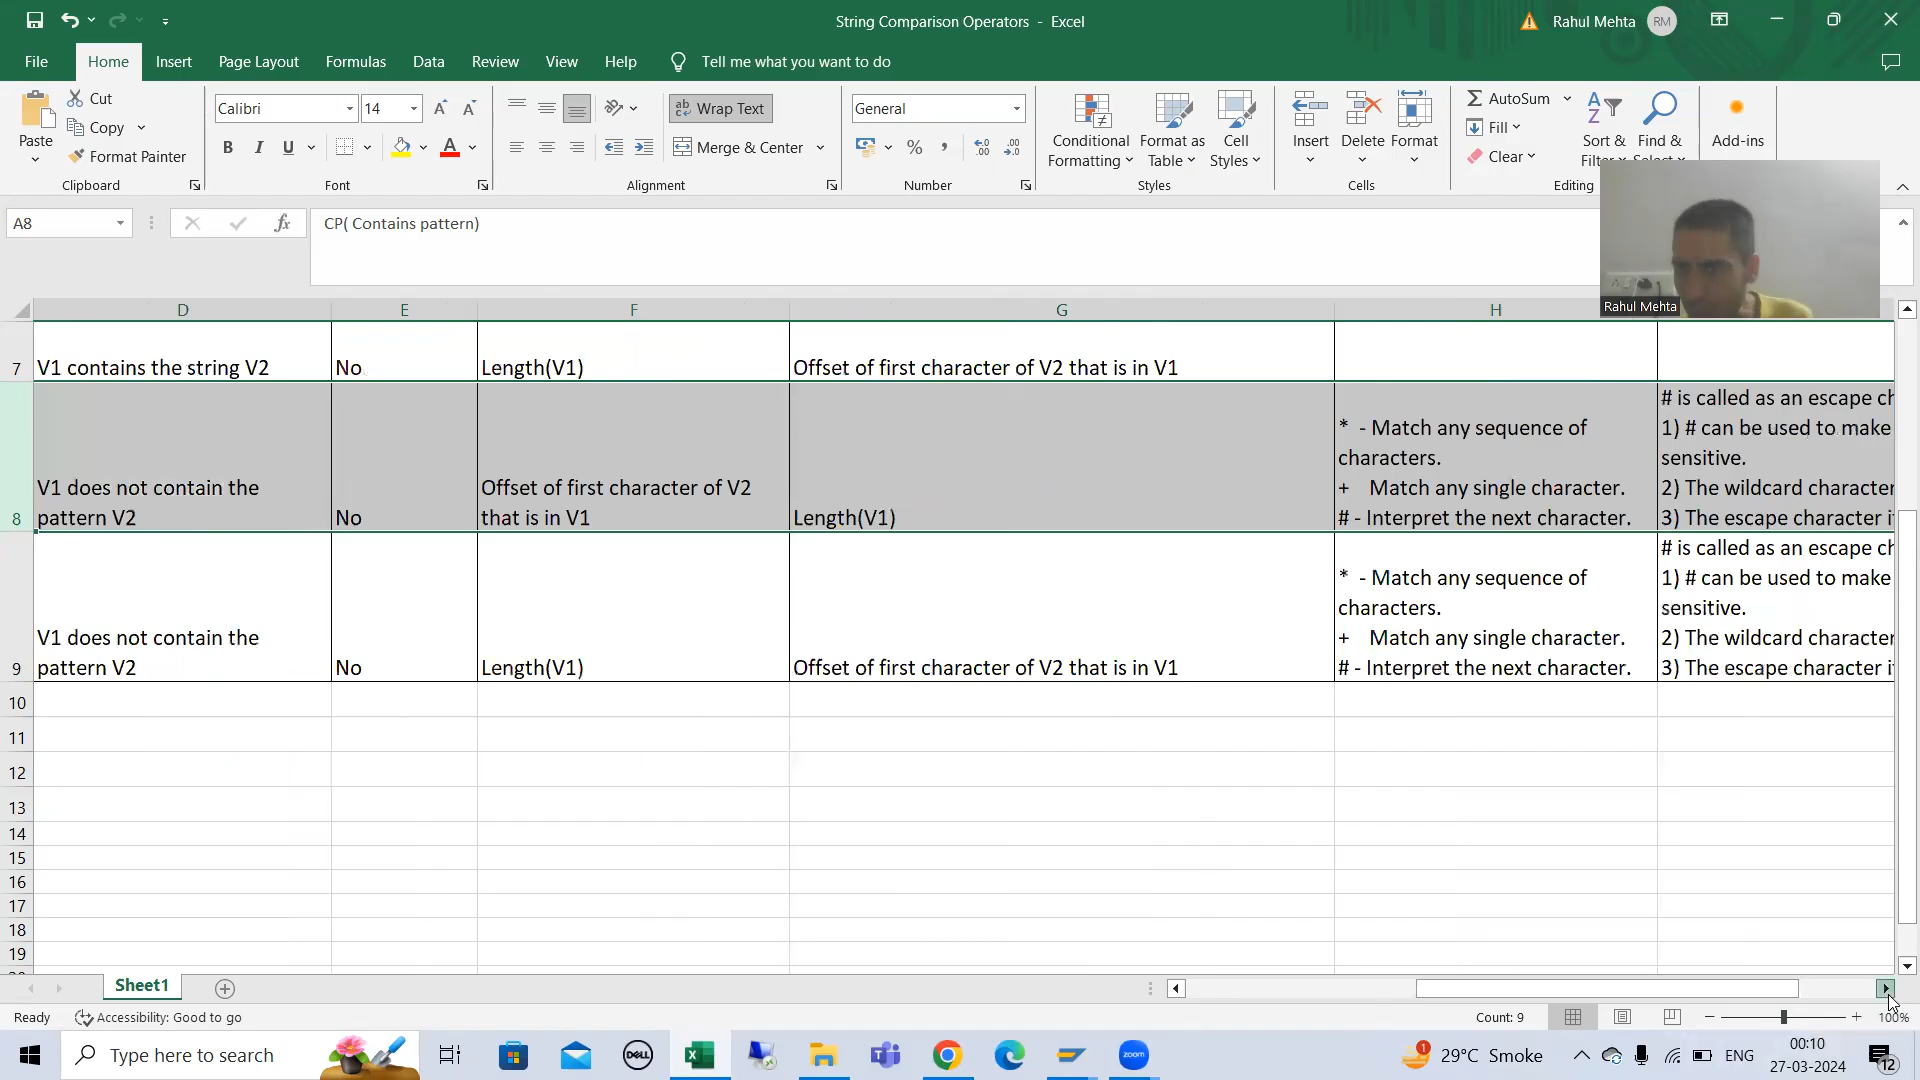 String Comparison Operators - Excel
Rahul Mehta RM
File Home Insert Page Layout Formulas Data Review View Help Tell me what you want to do
Paste
Cut
Copy
Format Painter
Clipboard
Calibri 14
B I U
Font
Wrap Text
Merge & Center
Alignment
General
Number
Conditional Formatting
Format as Table
Cell Styles
Styles
Insert Delete Format
Cells
AutoSum
Fill
Clear
Sort &
Filter
Find &
Select
Editing
Add-ins
A8 fx CP( Contains pattern)
Rahul Mehta
D E F G H
7 V1 contains the string V2 No Length(V1) Offset of first character of V2 that is in V1
8
V1 does not contain the
pattern V2
No
Offset of first character of V2
that is in V1
Length(V1)
* - Match any sequence of
characters.
+ Match any single character.
# - Interpret the next character.
# is called as an escape ch
1) # can be used to make
sensitive.
2) The wildcard character
3) The escape character i
9
V1 does not contain the
pattern V2
No
Length(V1)
Offset of first character of V2 that is in V1
* - Match any sequence of
characters.
+ Match any single character.
# - Interpret the next character.
# is called as an escape ch
1) # can be used to make
sensitive.
2) The wildcard character
3) The escape character i
10
11
12
13
14
15
16
17
18
19
Sheet1
Ready Accessibility: Good to go Count: 9 100%
Type here to search
DELL
zoom
1
29°C Smoke
ENG
00:10
27-03-2024
12